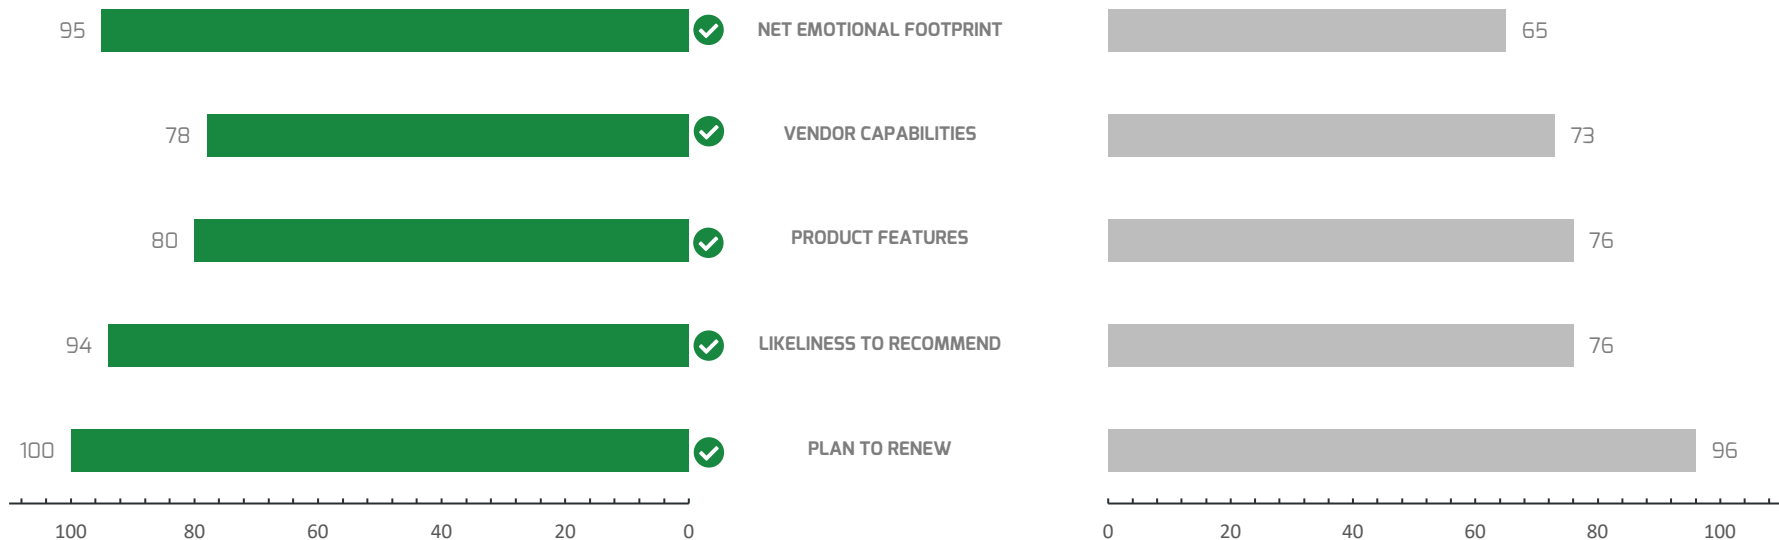 95 NET EMOTIONAL FOOTPRINT 65
78 VENDOR CAPABILITIES 73
80 PRODUCT FEATURES 76
94 LIKELINESS TO RECOMMEND 76
100 PLAN TO RENEW 96
100 80 60 40 20 0 0 20 40 60 80 100